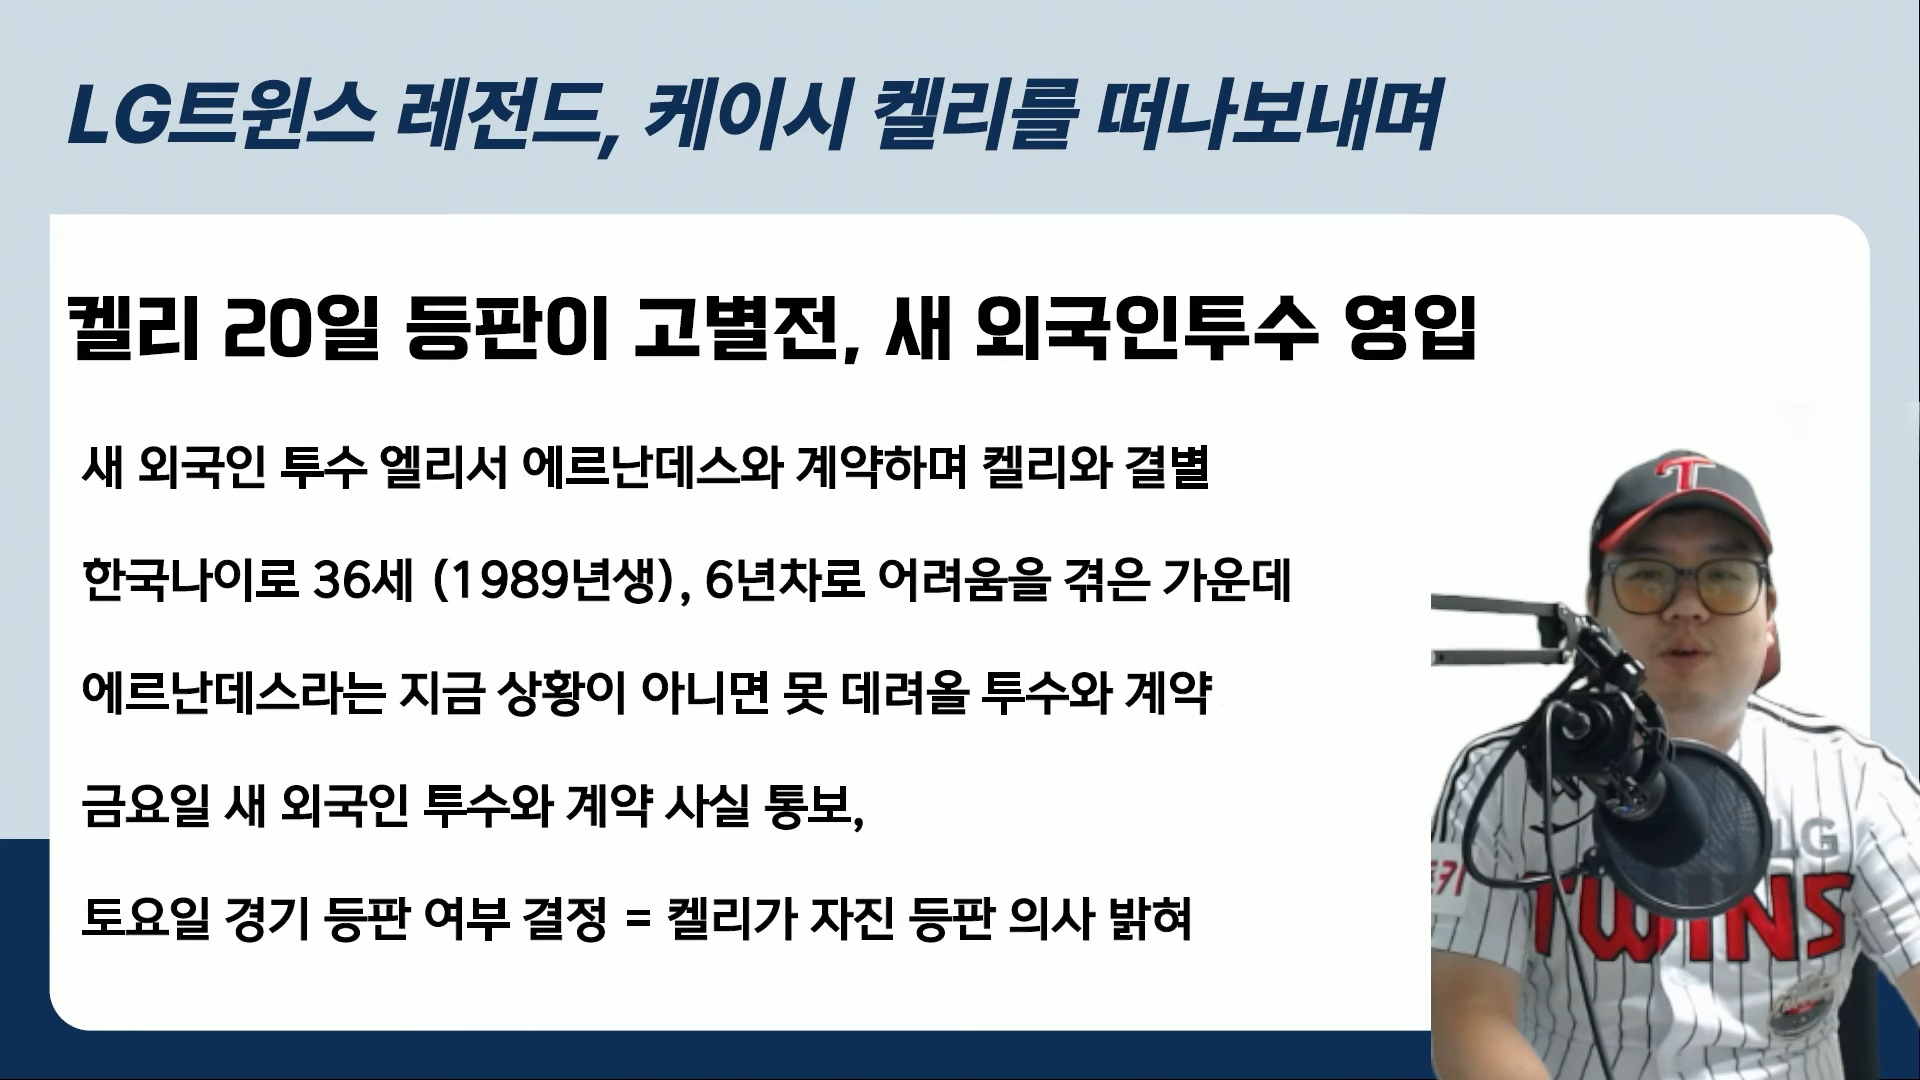 LG트윈스 레전드, 케이시 켈리를 떠나보내며
켈리 20일 등판이 고별전, 새 외국인투수 영입
새 외국인 투수 엘리서 에르난데스와 계약하며 켈리와 결별
한국나이로 36세 (1989년생), 6년차로 어려움을 겪은 가운데
에르난데스라는 지금 상황이 아니면 못 데려올 투수와 계약
금요일 새 외국인 투수와 계약 사실 통보,
토요일 경기 등판 여부 결정 = 켈리가 자진 등판 의사 밝혀
T
LG
TWINS